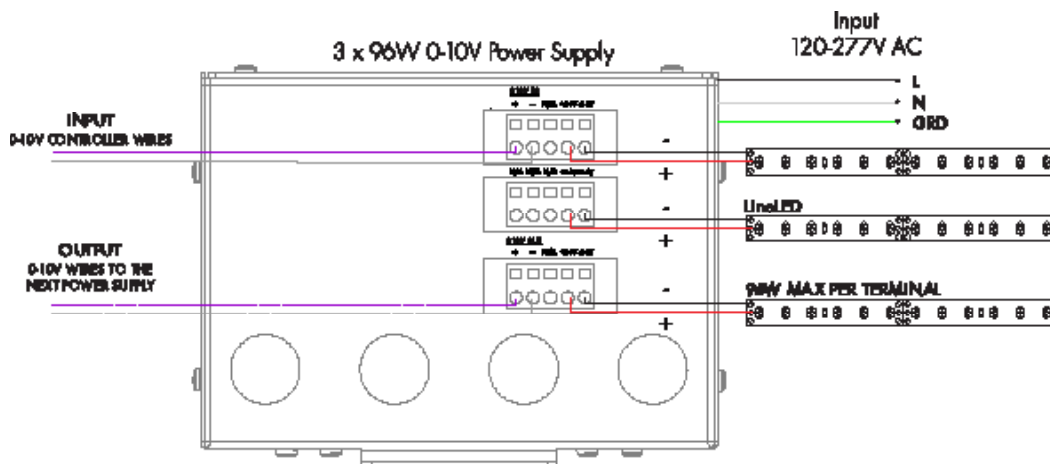 3 x 96W 0-10V Power Supply
Input
120-277V AC
L
N
GRD
INPUT
0-10V CONTROLLER WIRES
-
+
LineLED
-
+
OUTPUT
0-10V WIRES TO THE
NEXT POWER SUPPLY
-
96W MAX PER TERMINAL
+